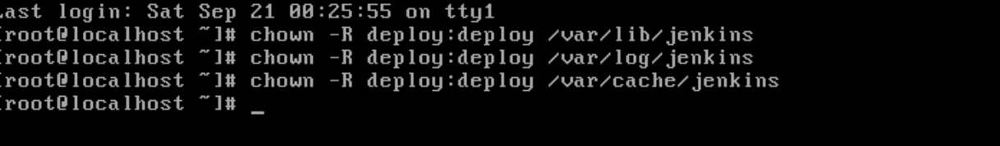 Last login: Sat Sep 21 00:25:55 on tty1
[root@localhost ~]# chown -R deploy:deploy /var/lib/jenkins
[root@localhost ~]# chown -R deploy:deploy /var/log/jenkins
[root@localhost ~]# chown -R deploy:deploy /var/cache/jenkins
[root@localhost ~]# _